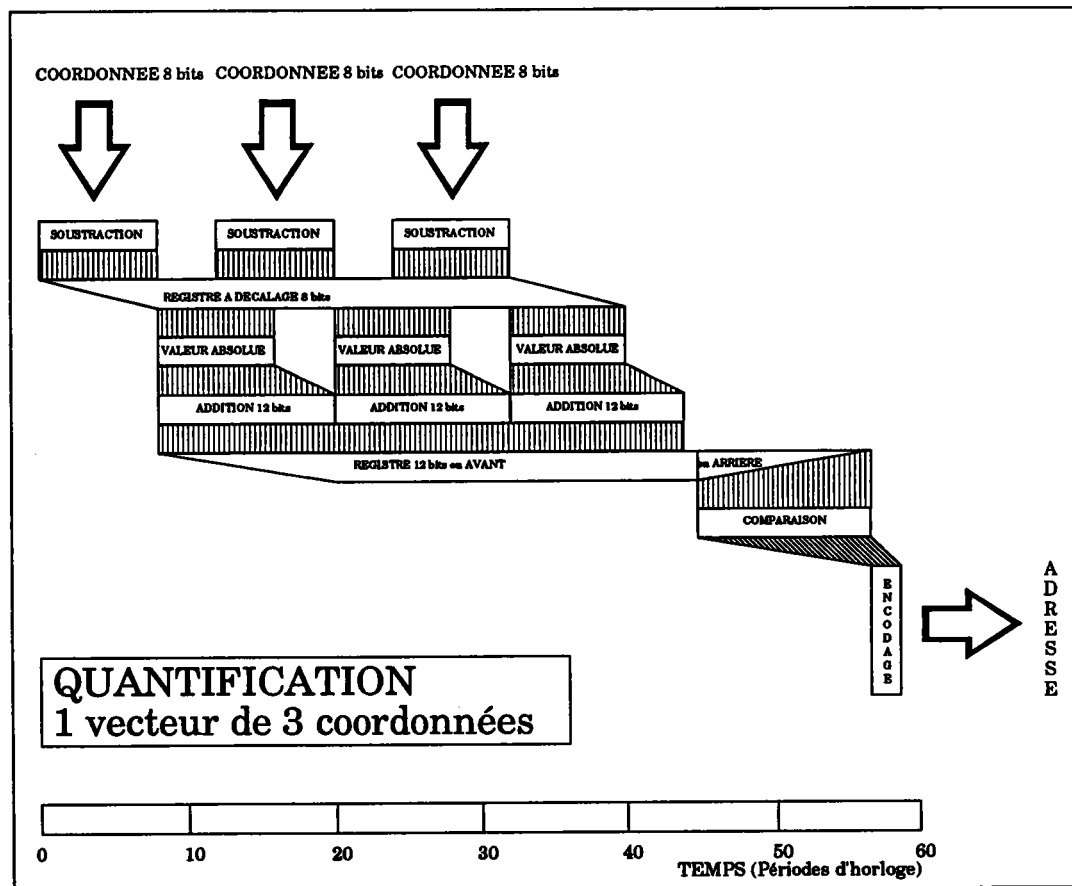 COORDONNEE 8 bits COORDONNEE 8 bits COORDONNEE 8 bits
SOUSTRACTION SOUSTRACTION SOUSTRACTION
REGISTRE A DECALAGE 8 bits
VALEUR ABSOLUE VALEUR ABSOLUE VALEUR ABSOLUE
ADDITION 12 bits ADDITION 12 bits ADDITION 12 bits
REGISTRE 12 bits en AVANT en ARRIERE
COMPARAISON
ENCODAGE
ADRESSE
QUANTIFICATION
1 vecteur de 3 coordonnées
0 10 20 30 40 60
TEMPS (Périodes d'horloge)